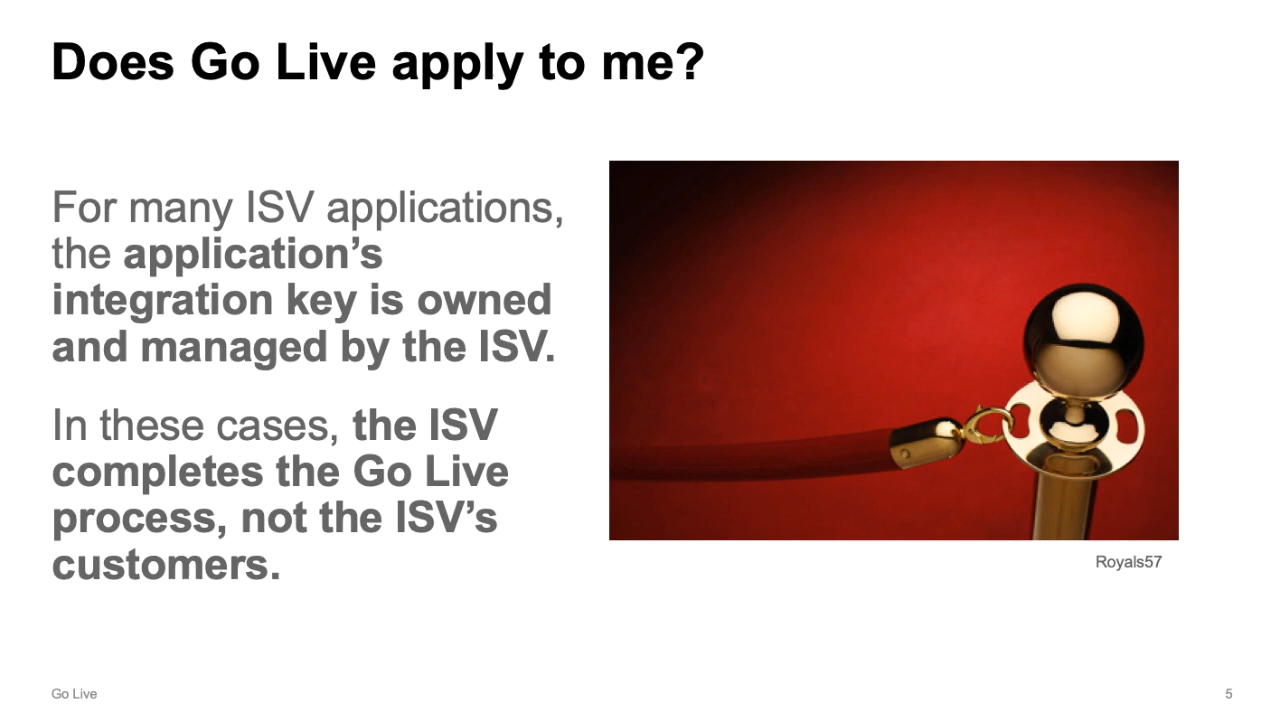 Does Go Live apply to me?
For many ISV applications,
the application’s
integration key is owned
and managed by the ISV.
In these cases, the ISV
completes the Go Live
process, not the ISV’s
customers.
Royals57
Go Live
5